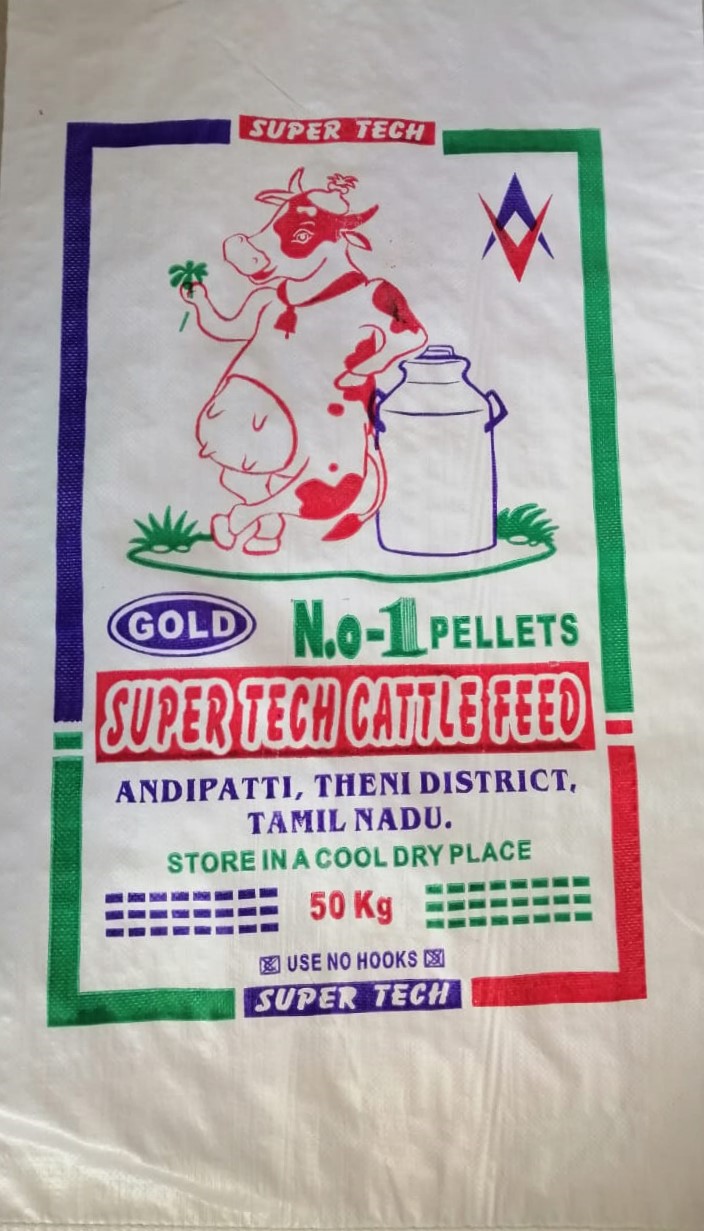 SUPER TECH
GOLD N.o-1 PELLETS
SUPER TECH CATTLE FEED
ANDIPATTI, THENI DISTRICT,
TAMIL NADU.
STORE IN A COOL DRY PLACE
50 Kg
USE NO HOOKS
SUPER TECH